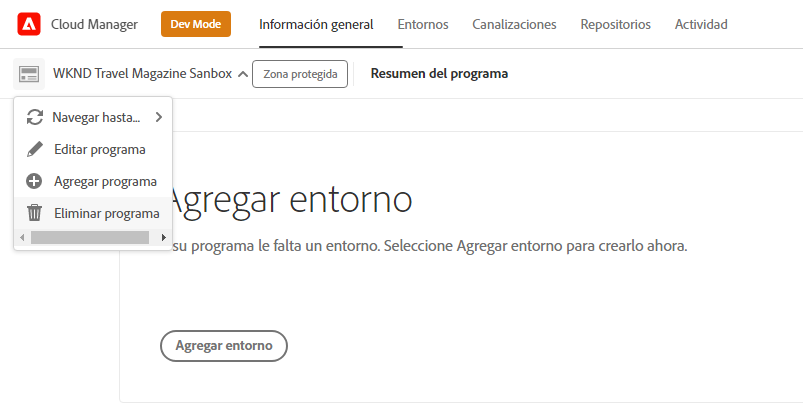 Cloud Manager
Dev Mode
Información general
Entornos
Canalizaciones
Repositorios
Actividad
WKND Travel Magazine Sanbox
Zona protegida
Resumen del programa
Navegar hasta...
Editar programa
Agregar programa
Eliminar programa
Agregar entorno
su programa le falta un entorno. Seleccione Agregar entorno para crearlo ahora.
Agregar entorno